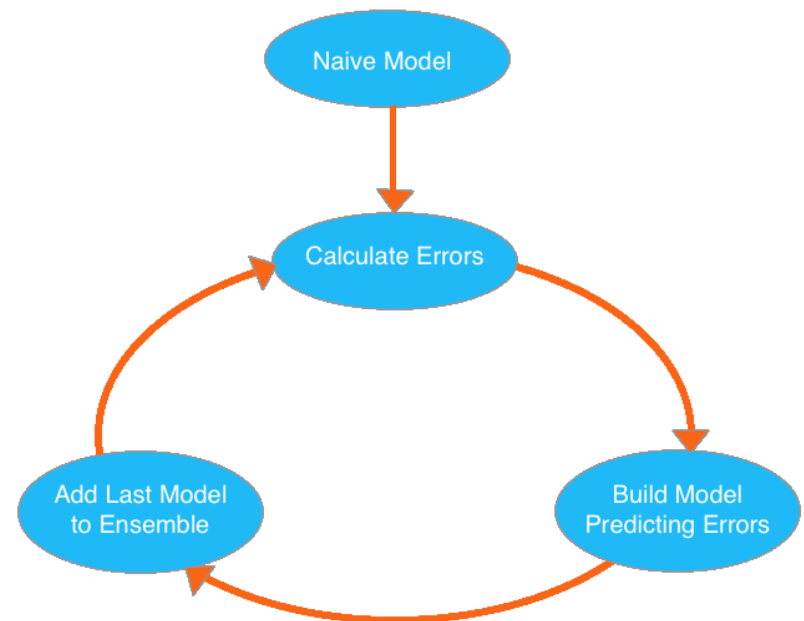 Naive Model
Calculate Errors
Add Last Model
to Ensemble
Build Model
Predicting Errors